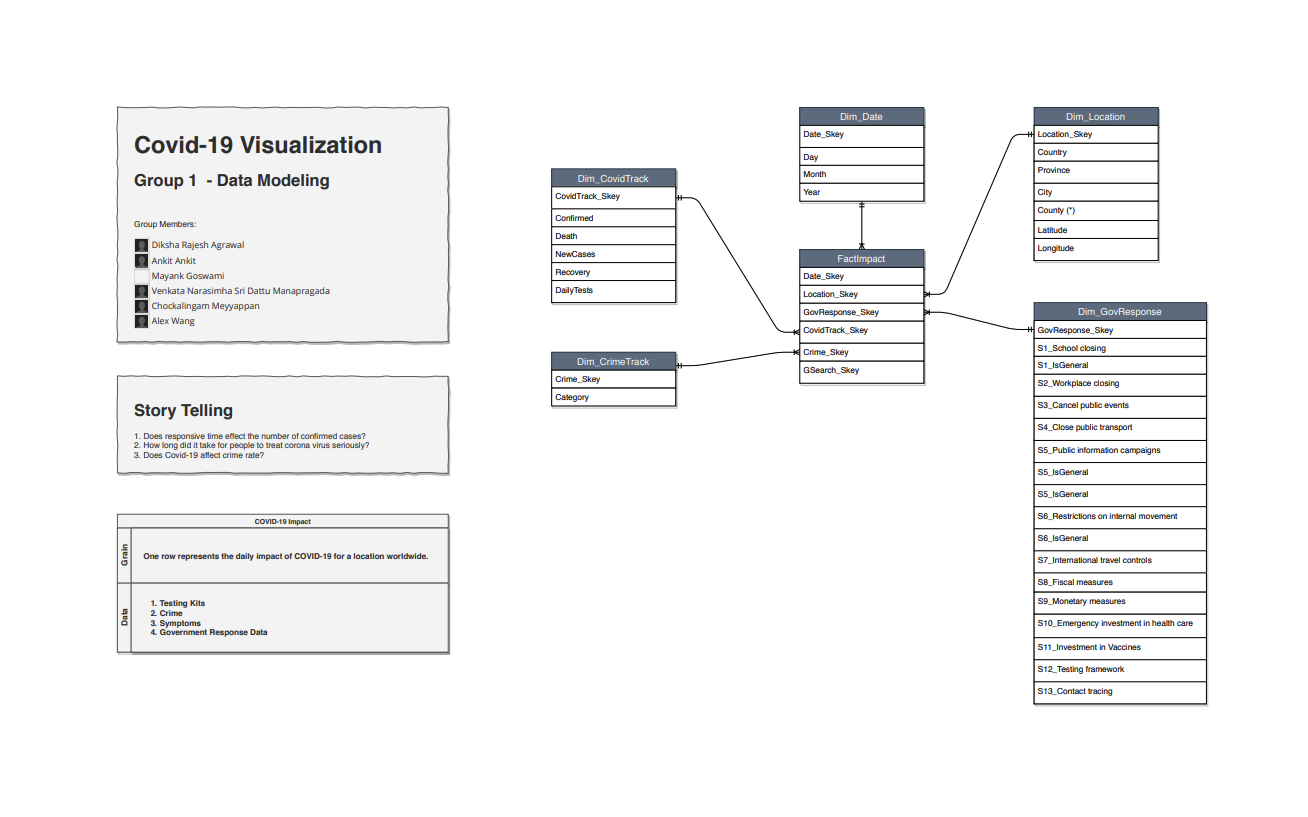 Covid-19 Visualization
Group 1 - Data Modeling
Group Members:
Diksha Rajesh Agrawal
Ankit Ankit
Mayank Goswami
Venkata Narasimha Sri Dattu Manapragada
Chockalingam Meyyappan
Alex Wang
Story Telling
1. Does responsive time effect the number of confirmed cases?
2. How long did it take for people to treat corona virus seriously?
3. Does Covid-19 affect crime rate?
COVID-19 Impact
Grain
One row represents the daily impact of COVID-19 for a location worldwide.
Data
1. Testing Kits
2. Crime
3. Symptoms
4. Government Response Data
Dim_CovidTrack
CovidTrack_Skey
Confirmed
Death
NewCases
Recovery
DailyTests
Dim_CrimeTrack
Crime_Skey
Category
Dim_Date
Date_Skey
Day
Month
Year
FactImpact
Date_Skey
Location_Skey
GovResponse_Skey
CovidTrack_Skey
Crime_Skey
GSearch_Skey
Dim_Location
Location_Skey
Country
Province
City
County (*)
Latitude
Longitude
Dim_GovResponse
GovResponse_Skey
S1_School closing
S1_IsGeneral
S2_Workplace closing
S3_Cancel public events
S4_Close public transport
S5_Public information campaigns
S5_IsGeneral
S5_IsGeneral
S6_Restrictions on internal movement
S6_IsGeneral
S7_International travel controls
S8_Fiscal measures
S9_Monetary measures
S10_Emergency investment in health care
S11_Investment in Vaccines
S12_Testing framework
S13_Contact tracing